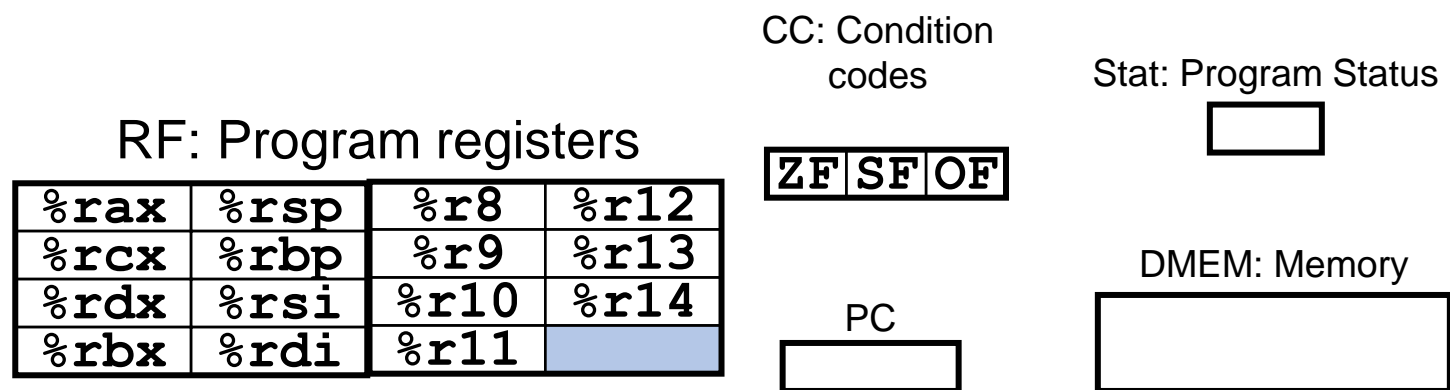 CC: Condition
codes
Stat: Program Status
RF: Program registers
ZF SF OF
%rax %rsp %r8 %r12
%rcx %rbp %r9 %r13
%rdx %rsi %r10 %r14
%rbx %rdi %r11
DMEM: Memory
PC